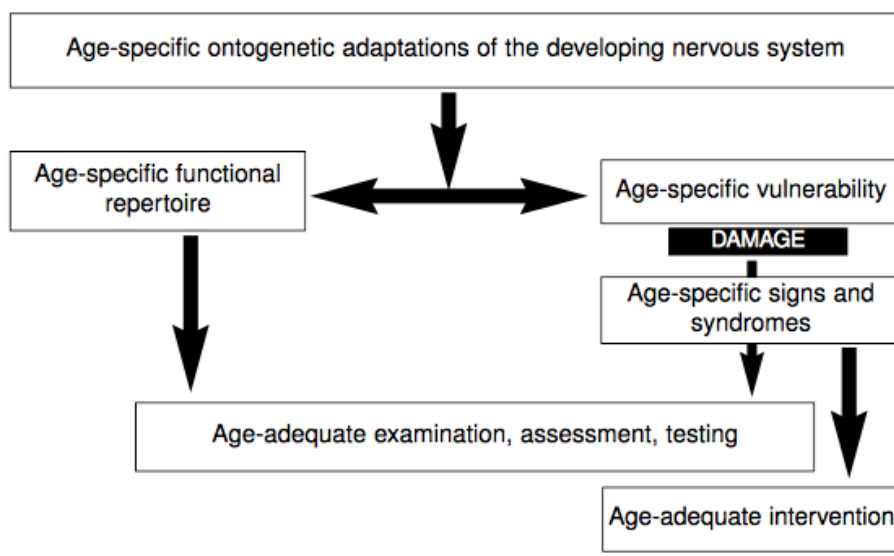 Age-specific ontogenetic adaptations of the developing nervous system
Age-specific functional
repertoire
Age-specific vulnerability
DAMAGE
Age-specific signs and
syndromes
Age-adequate examination, assessment, testing
Age-adequate intervention